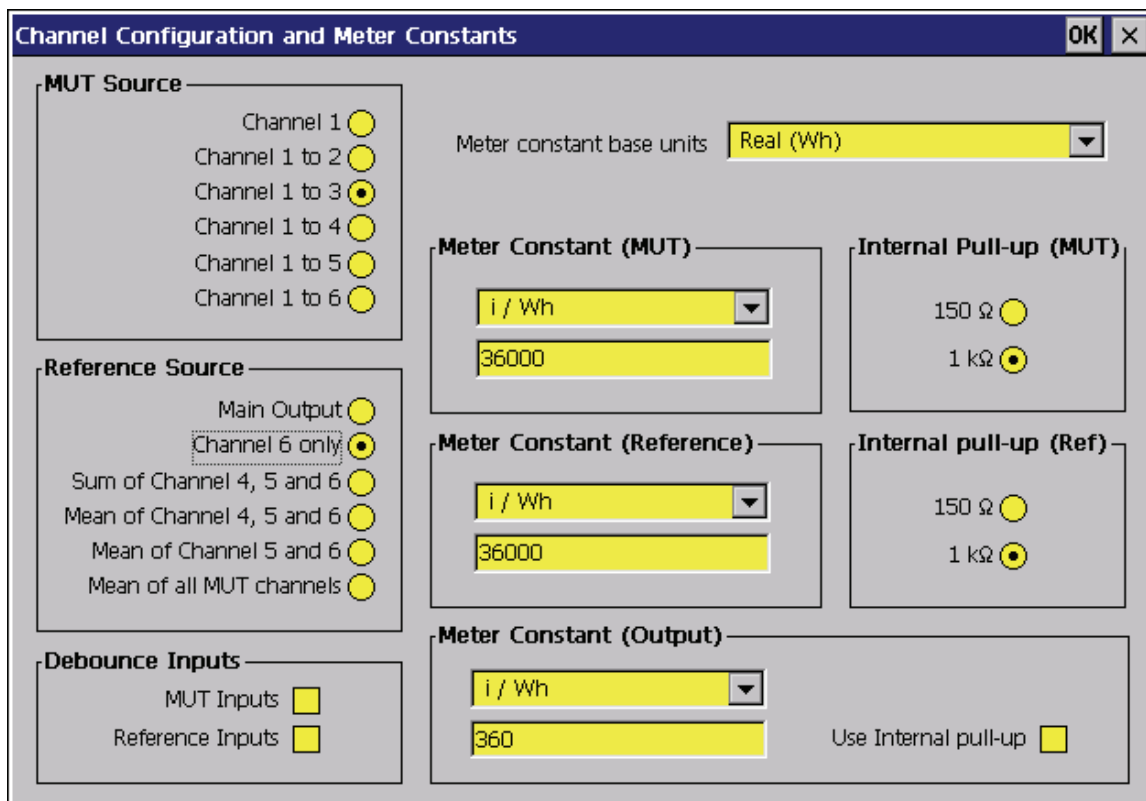 Channel Configuration and Meter Constants
OK
MUT Source
Channel 1
Channel 1 to 2
Channel 1 to 3
Channel 1 to 4
Channel 1 to 5
Channel 1 to 6
Meter constant base units
Real (Wh)
Meter Constant (MUT)
i / Wh
36000
Internal Pull-up (MUT)
150 Ω
1 kΩ
Reference Source
Main Output
Channel 6 only
Sum of Channel 4, 5 and 6
Mean of Channel 4, 5 and 6
Mean of Channel 5 and 6
Mean of all MUT channels
Meter Constant (Reference)
i / Wh
36000
Internal pull-up (Ref)
150 Ω
1 kΩ
Debounce Inputs
MUT Inputs
Reference Inputs
Meter Constant (Output)
i / Wh
360
Use Internal pull-up